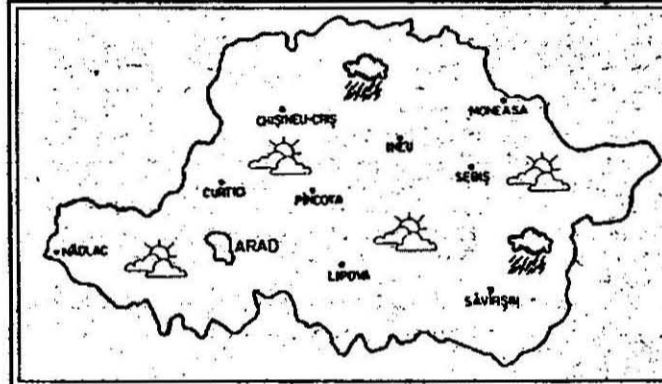 MONEASA
CHIȘINEU-CRIȘ
INEU
SEBIȘ
CURTICI
PÎNCOTA
NĂDLAC
ARAD
LIPOVA
SĂVÎRȘIN